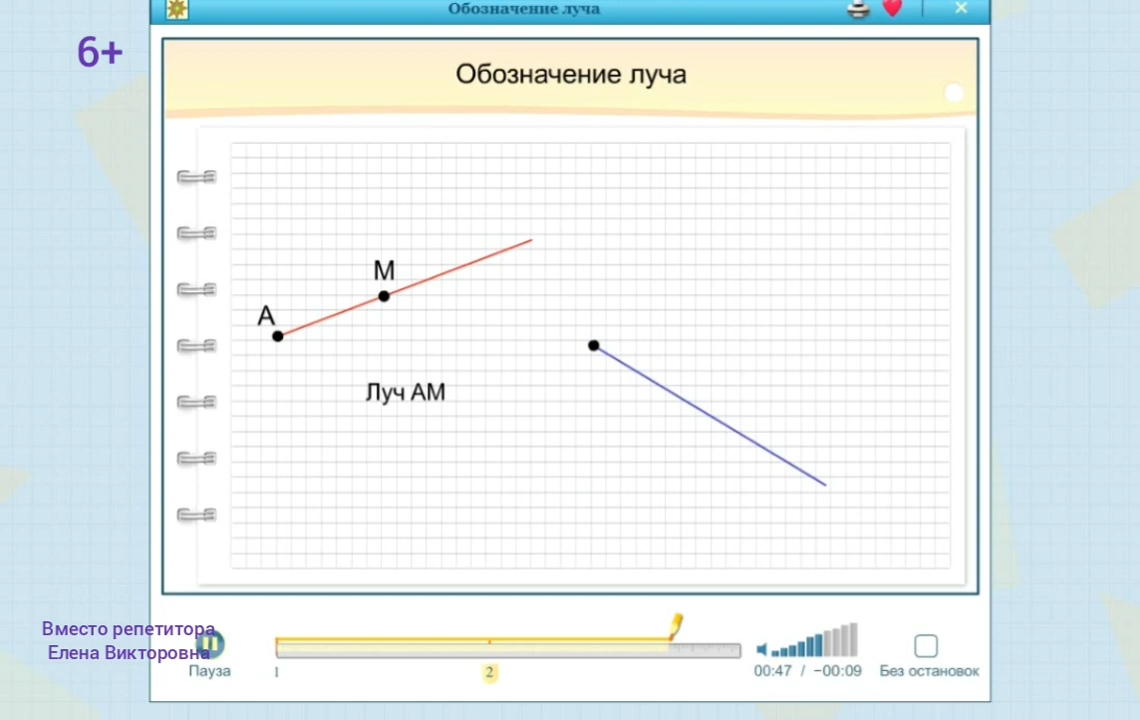 Обозначение луча
6+
Обозначение луча
М
А
Луч АМ
Вместо репетитора
Елена Викторовна
Пауза
1
2
00:47 / −00:09
Без остановок